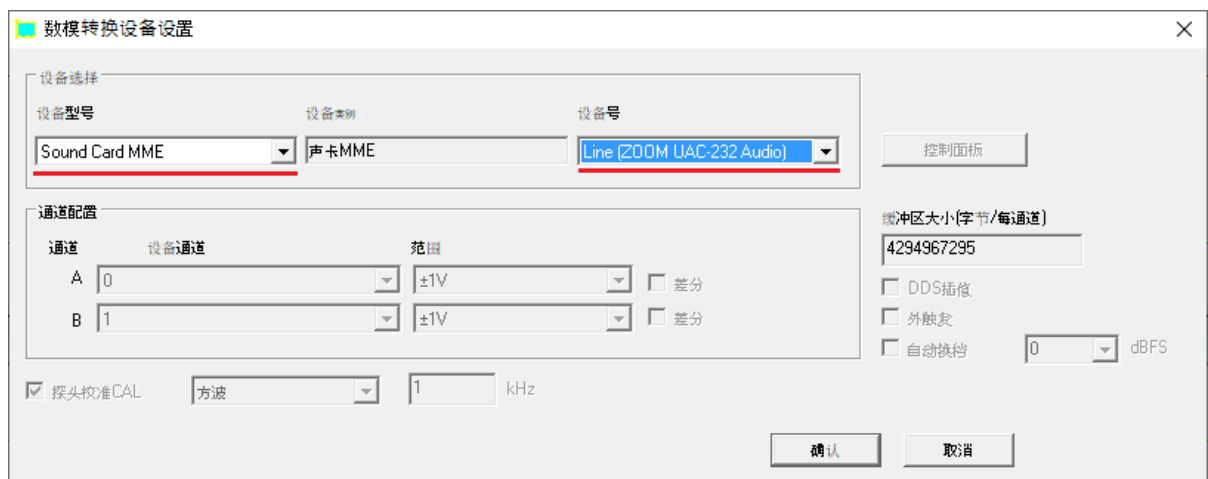 数模转换设备设置
设备选择
设备型号 设备类别 设备号
Sound Card MME 声卡MME Line (ZOOM UAC-232 Audio) 控制面板
通道配置 缓冲区大小(字节/每通道)
通道 设备通道 范围 4294967295
A 0 ±1V 差分 DDS插值
B 1 ±1V 差分 外触发
自动换档 0 dBFS
探头校准CAL 方波 1 kHz
确认 取消